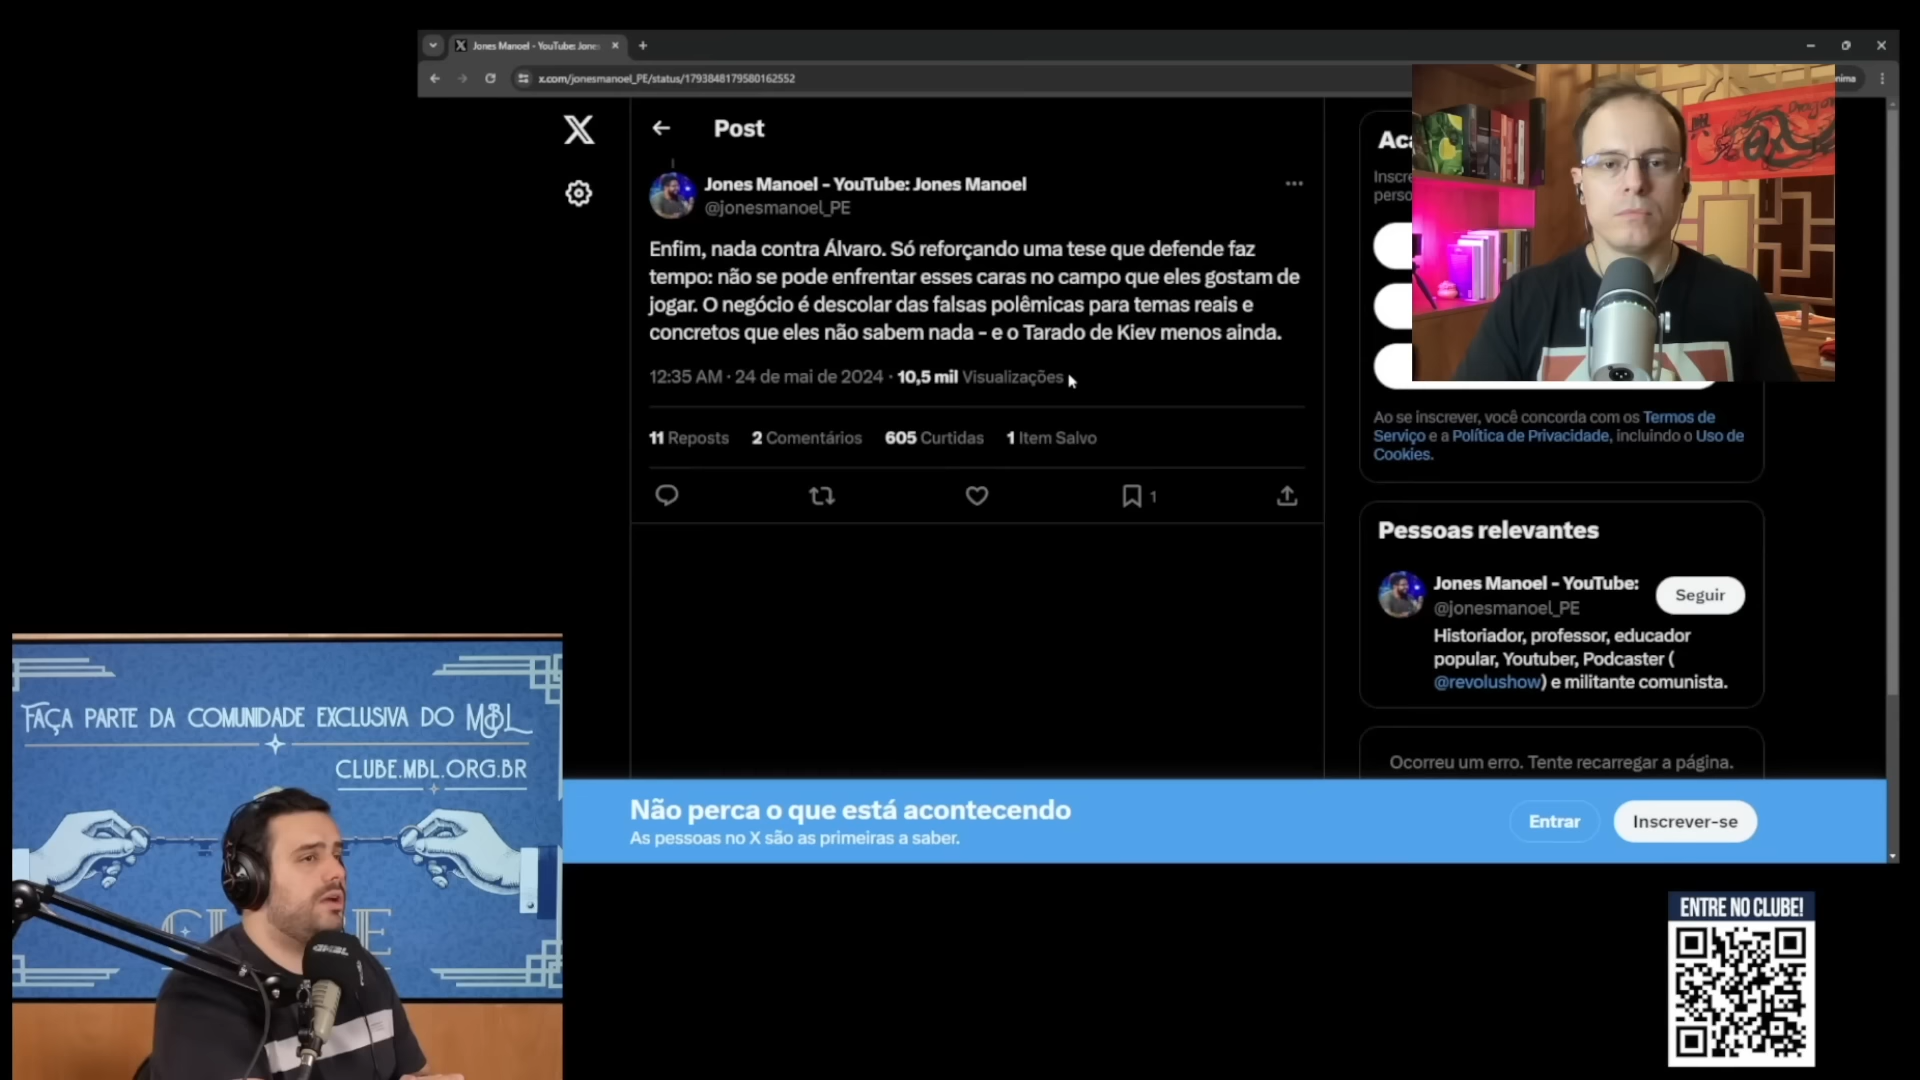 Jones Manoel - YouTube: Jones
x.com/jonesmanoel_PE/status/1793848179580162552
Post
Jones Manoel - YouTube: Jones Manoel
@jonesmanoel_PE
Enfim, nada contra Álvaro. Só reforçando uma tese que defende faz
tempo: não se pode enfrentar esses caras no campo que eles gostam de
jogar. O negócio é descolar das falsas polêmicas para temas reais e
concretos que eles não sabem nada - e o Tarado de Kiev menos ainda.
12:35 AM · 24 de mai de 2024 · 10,5 mil Visualizações
11 Reposts 2 Comentários 605 Curtidas 1 Item Salvo
1
Ao se inscrever, você concorda com os Termos de
Serviço e a Política de Privacidade, incluindo o Uso de
Cookies.
Pessoas relevantes
Jones Manoel - YouTube:
@jonesmanoel_PE
Seguir
Historiador, professor, educador
popular, Youtuber, Podcaster (
@revolushow) e militante comunista.
Ocorreu um erro. Tente recarregar a página.
Não perca o que está acontecendo
As pessoas no X são as primeiras a saber.
Entrar
Inscrever-se
FAÇA PARTE DA COMUNIDADE EXCLUSIVA DO MBL
CLUBE.MBL.ORG.BR
ENTRE NO CLUBE!